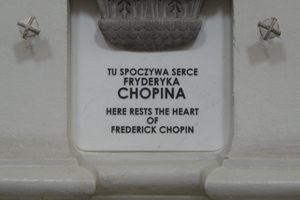 TU SPOCZYWA SERCE
FRYDERYKA
CHOPINA
HERE RESTS THE HEART
OF
FREDERICK CHOPIN